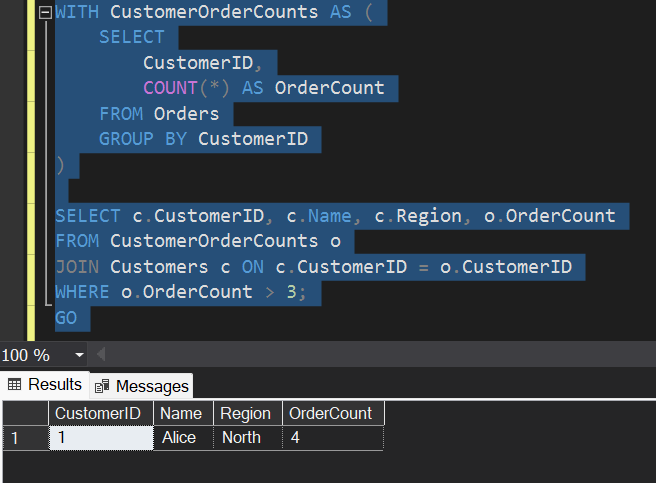 WITH CustomerOrderCounts AS (
    SELECT
        CustomerID,
        COUNT(*) AS OrderCount
    FROM Orders
    GROUP BY CustomerID
)
SELECT c.CustomerID, c.Name, c.Region, o.OrderCount
FROM CustomerOrderCounts o
JOIN Customers c ON c.CustomerID = o.CustomerID
WHERE o.OrderCount > 3;
GO
100 %
Results Messages
CustomerID Name Region OrderCount
1 1 Alice North 4